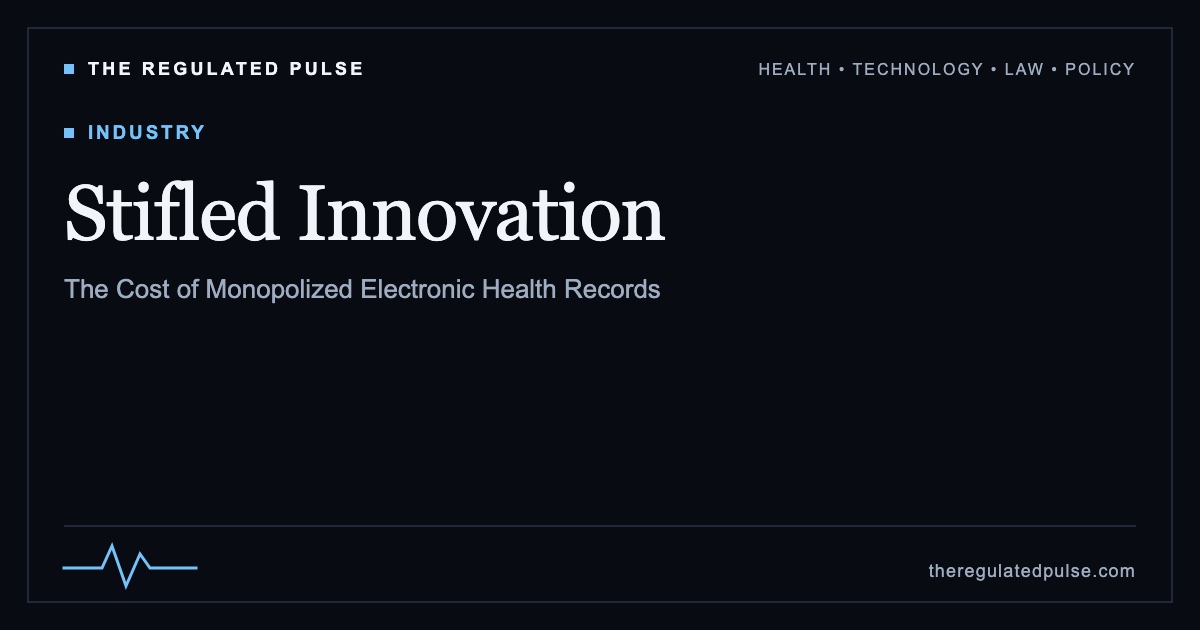 THE REGULATED PULSE
HEALTH • TECHNOLOGY • LAW • POLICY
INDUSTRY
Stifled Innovation
The Cost of Monopolized Electronic Health Records
theregulatedpulse.com